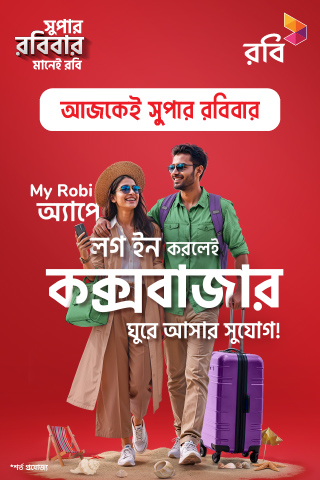 সুপার
রবিবার
মানেই রবি
রবি
আজকেই সুপার রবিবার
My Robi
অ্যাপে
লগ ইন করলেই
কক্সবাজার
ঘুরে আসার সুযোগ!
*শর্ত প্রযোজ্য